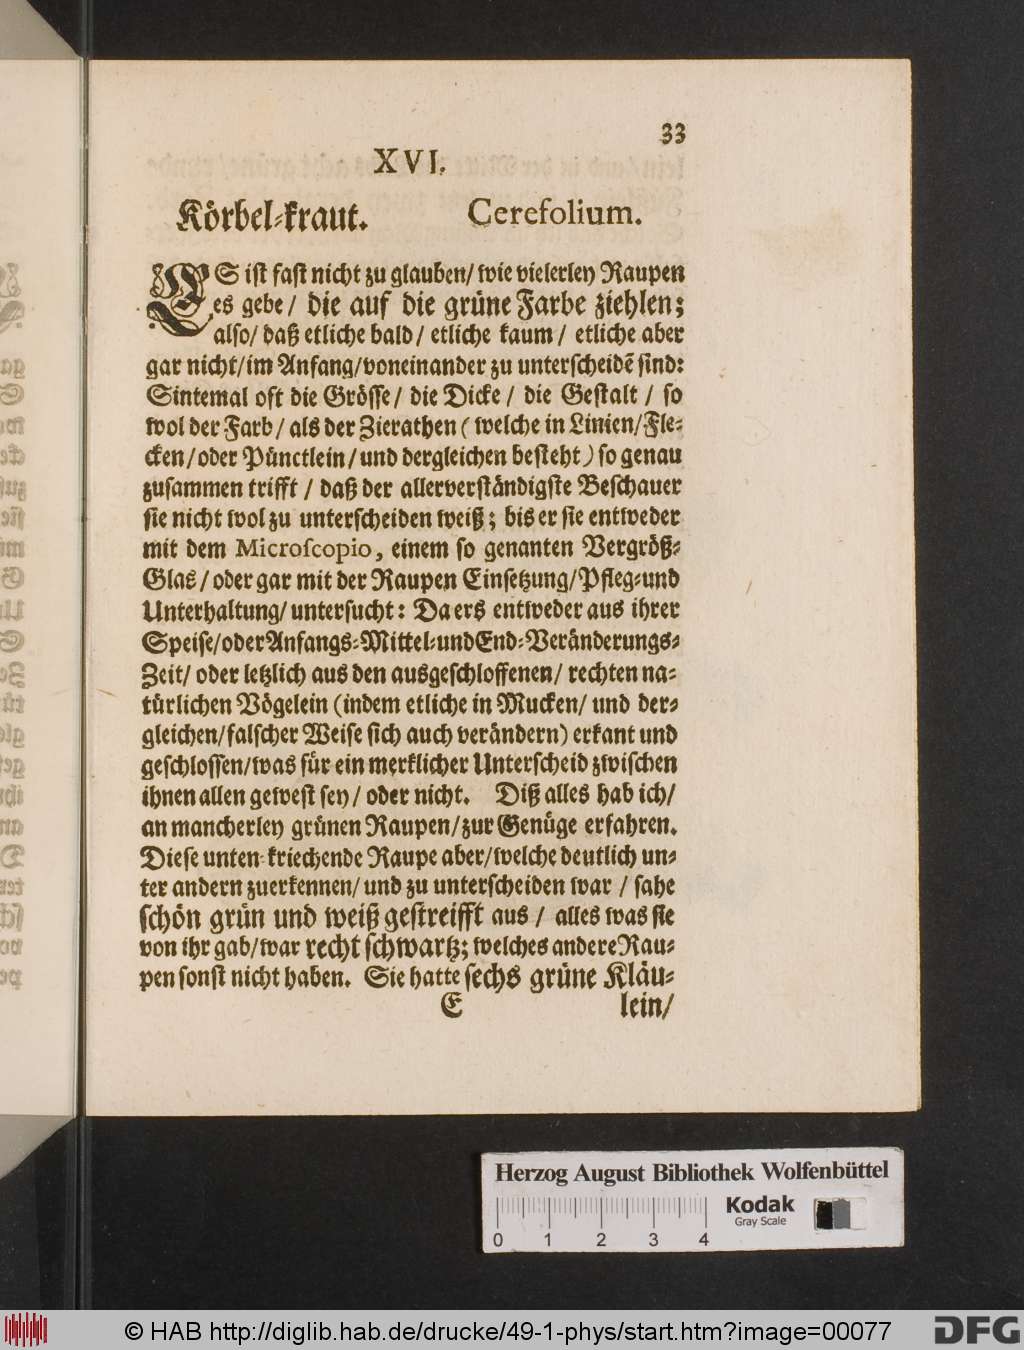 33
XVI.
Körbel-kraut. Cerefolium.
ES ist fast nicht zu glauben/ wie vielerley Raupen
es gebe/ die auf die grüne Farbe ziehlen;
also/ daß etliche bald/ etliche kaum/ etliche aber
gar nicht/ im Anfang/ voneinander zu unterscheidẽ sind:
Sintemal oft die Grösse/ die Dicke/ die Gestalt/ so
wol der Farb/ als der Zierathen (welche in Linien/ Fle-
cken/ oder Pünctlein/ und dergleichen besteht) so genau
zusammen trifft/ daß der allerverständigste Beschauer
sie nicht wol zu unterscheiden weiß; bis er sie entweder
mit dem Microscopio, einem so genanten Vergröß-
Glas/ oder gar mit der Raupen Einsetzung/ Pfleg-und
Unterhaltung/ untersucht: Da ers entweder aus ihrer
Speise/ oder Anfangs-Mittel-und End-Veränderungs-
Zeit/ oder letzlich aus den ausgeschloffenen/ rechten na-
türlichen Vögelein (indem etliche in Mucken/ und der-
gleichen/ falscher Weise sich auch verändern) erkant und
geschlossen/ was für ein merklicher Unterscheid zwischen
ihnen allen gewest sey/ oder nicht. Diß alles hab ich/
an mancherley grünen Raupen/ zur Genüge erfahren.
Diese unten-kriechende Raupe aber/ welche deutlich un-
ter andern zuerkennen/ und zu unterscheiden war/ sahe
schön grün und weiß gestreifft aus/ alles was sie
von ihr gab/ war recht schwartz; welches andere Rau-
pen sonst nicht haben. Sie hatte sechs grüne Kläu-
E lein/
Herzog August Bibliothek Wolfenbüttel
Kodak
Gray Scale
0 1 2 3 4
© HAB http://diglib.hab.de/drucke/49-1-phys/start.htm?image=00077
DFG